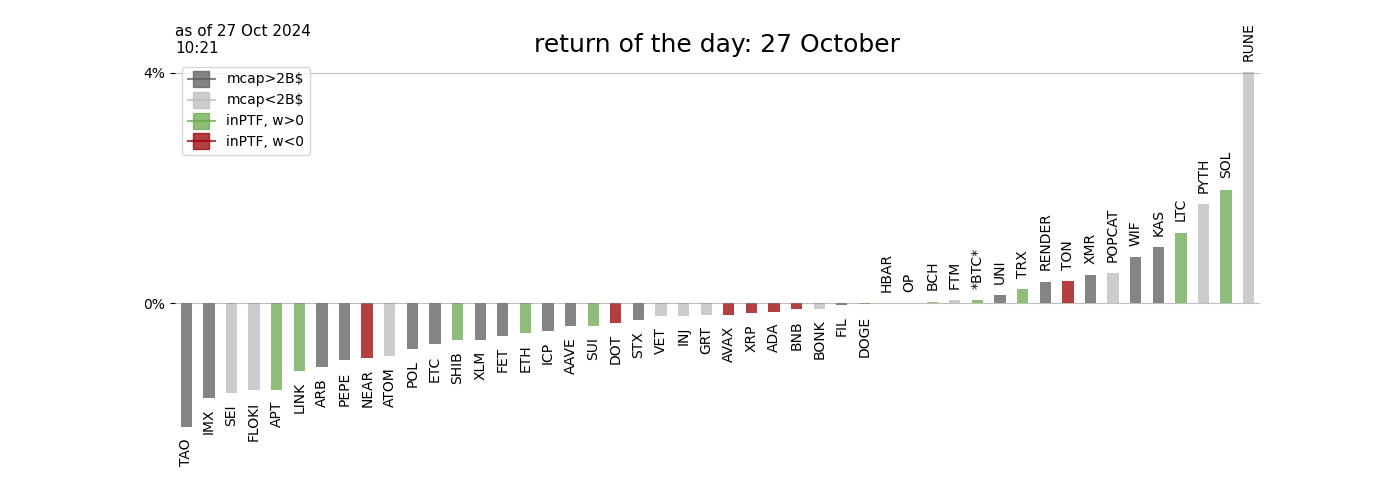 as of 27 Oct 2024
10:21
return of the day: 27 October
4%
0%
mcap>2B$
mcap<2B$
inPTF, w>0
inPTF, w<0
TAO
IMX
SEI
FLOKI
APT
LINK
ARB
PEPE
NEAR
ATOM
POL
ETC
SHIB
XLM
FET
ETH
ICP
AAVE
SUI
DOT
STX
VET
INJ
GRT
AVAX
XRP
ADA
BNB
BONK
FIL
DOGE
HBAR
OP
BCH
FTM
*BTC*
UNI
TRX
RENDER
TON
XMR
POPCAT
WIF
KAS
LTC
PYTH
SOL
RUNE